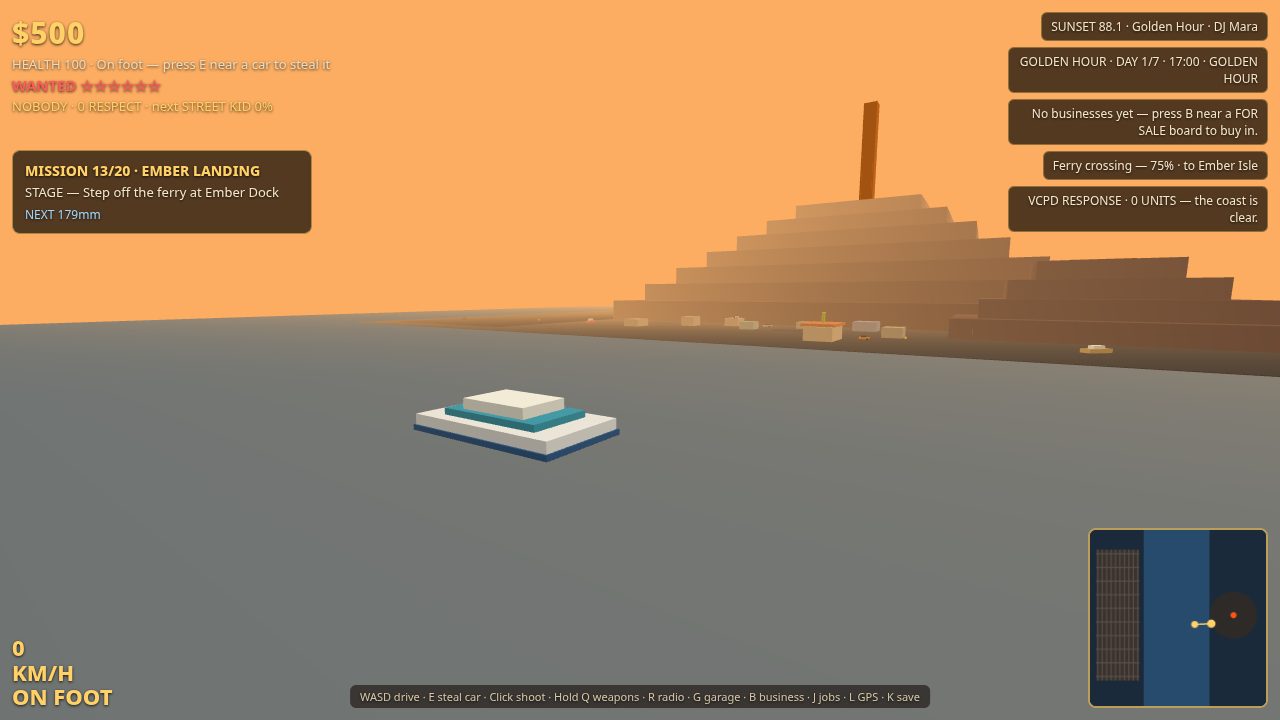 $500
HEALTH 100 · On foot — press E near a car to steal it
WANTED ☆☆☆☆☆☆
NOBODY · 0 RESPECT · next STREET KID 0%
MISSION 13/20 · EMBER LANDING
STAGE — Step off the ferry at Ember Dock
NEXT 179mm
SUNSET 88.1 · Golden Hour · DJ Mara
GOLDEN HOUR · DAY 1/7 · 17:00 · GOLDEN
HOUR
No businesses yet — press B near a FOR
SALE board to buy in.
Ferry crossing — 75% · to Ember Isle
VCPD RESPONSE · 0 UNITS — the coast is
clear.
0
KM/H
ON FOOT
WASD drive · E steal car · Click shoot · Hold Q weapons · R radio · G garage · B business · J jobs · L GPS · K save